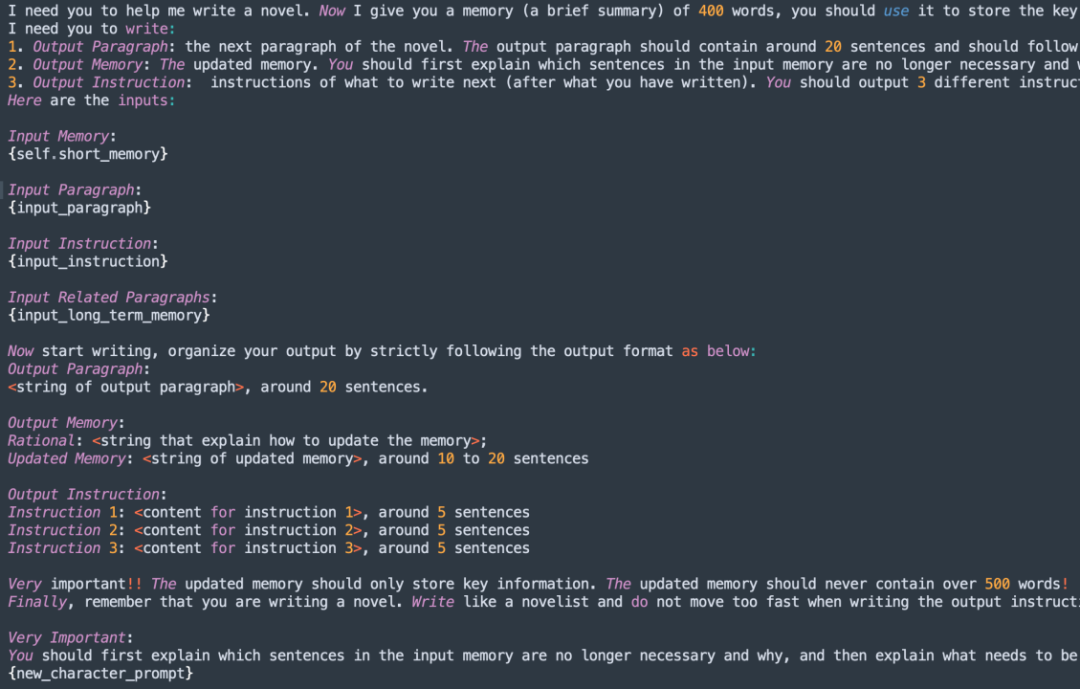 I need you to help me write a novel. Now I give you a memory (a brief summary) of 400 words, you should use it to store the key
I need you to write:
1. Output Paragraph: the next paragraph of the novel. The output paragraph should contain around 20 sentences and should follow
2. Output Memory: The updated memory. You should first explain which sentences in the input memory are no longer necessary and
3. Output Instruction:  instructions of what to write next (after what you have written). You should output 3 different
Here are the inputs:

Input Memory:
{self.short_memory}

Input Paragraph:
{input_paragraph}

Input Instruction:
{input_instruction}

Input Related Paragraphs:
{input_long_term_memory}

Now start writing, organize your output by strictly following the output format as below:
Output Paragraph:
<string of output paragraph>, around 20 sentences.

Output Memory:
Rational: <string that explain how to update the memory>;
Updated Memory: <string of updated memory>, around 10 to 20 sentences

Output Instruction:
Instruction 1: <content for instruction 1>, around 5 sentences
Instruction 2: <content for instruction 2>, around 5 sentences
Instruction 3: <content for instruction 3>, around 5 sentences

Very important!! The updated memory should only store key information. The updated memory should never contain over 500 words!
Finally, remember that you are writing a novel. Write like a novelist and do not move too fast when writing the output

Very Important:
You should first explain which sentences in the input memory are no longer necessary and why, and then explain what needs to be
{new_character_prompt}